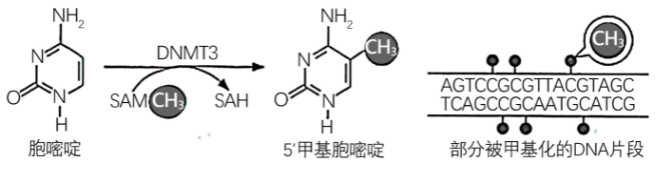 NH₂
N
O
N
H
胞嘧啶
DNMT3
SAM CH₃ SAH
NH₂
CH₃
N
O
N
H
5'甲基胞嘧啶
CH₃
AGTCCGCGTTACGTAGC
TCAGCCGCAATGCATCG
部分被甲基化的DNA片段